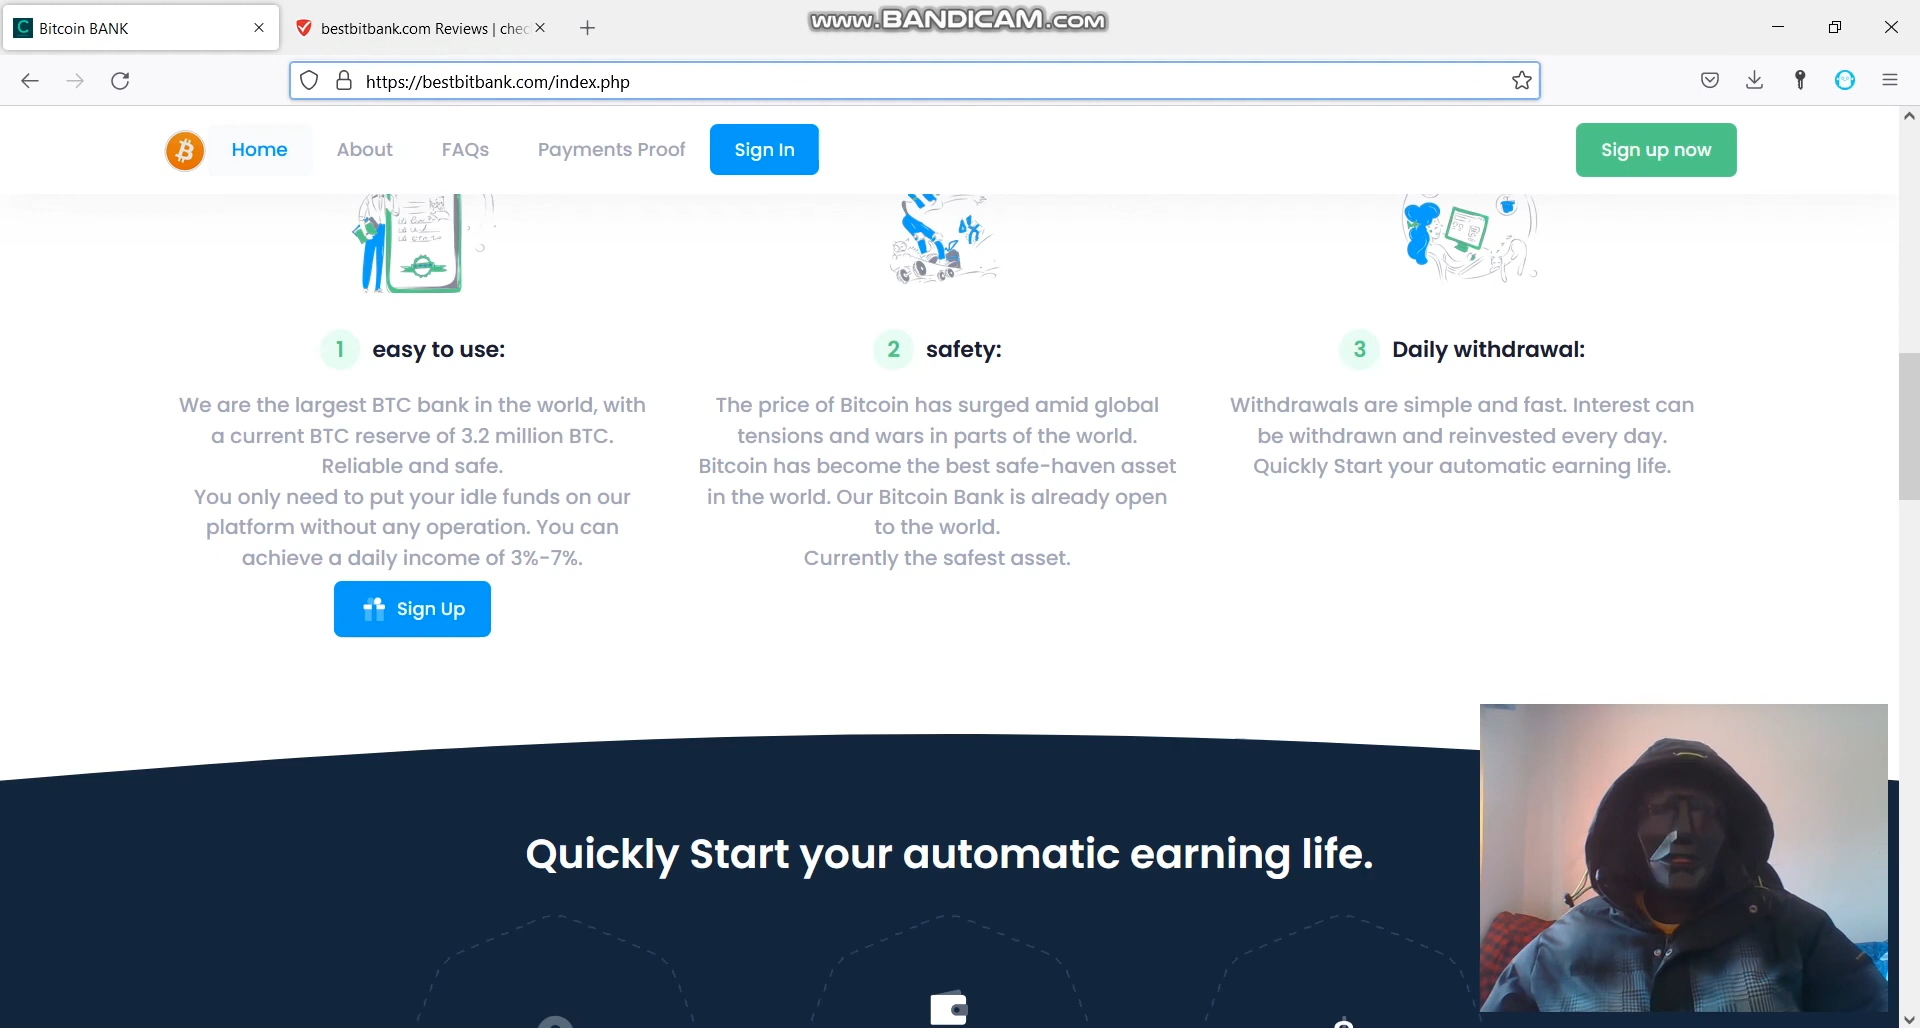 www.BANDICAM.COM
Bitcoin BANK
bestbitbank.com Reviews | chec
https://bestbitbank.com/index.php
Home
About
FAQs
Payments Proof
Sign In
Sign up now
1 easy to use:
We are the largest BTC bank in the world, with
a current BTC reserve of 3.2 million BTC.
Reliable and safe.
You only need to put your idle funds on our
platform without any operation. You can
achieve a daily income of 3%-7%.
Sign Up
2 safety:
The price of Bitcoin has surged amid global
tensions and wars in parts of the world.
Bitcoin has become the best safe-haven asset
in the world. Our Bitcoin Bank is already open
to the world.
Currently the safest asset.
3 Daily withdrawal:
Withdrawals are simple and fast. Interest can
be withdrawn and reinvested every day.
Quickly Start your automatic earning life.
Quickly Start your automatic earning life.